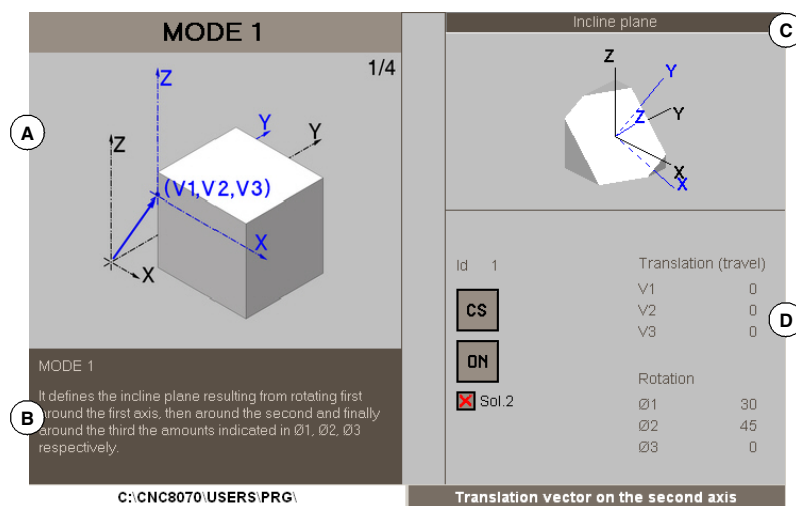 MODE 1
1/4
Z
Z
Y
Y
(V1,V2,V3)
X
X
A
MODE 1
It defines the incline plane resulting from rotating first
around the first axis, then around the second and finally
around the third the amounts indicated in Ø1, Ø2, Ø3
respectively.
B
C:\CNC8070\USERS\PRG\
Incline plane
C
Z
Y
Z
Y
X
X
Id 1
CS
ON
Sol.2
Translation (travel)
V1 0
V2 0
V3 0
D
Rotation
Ø1 30
Ø2 45
Ø3 0
Translation vector on the second axis